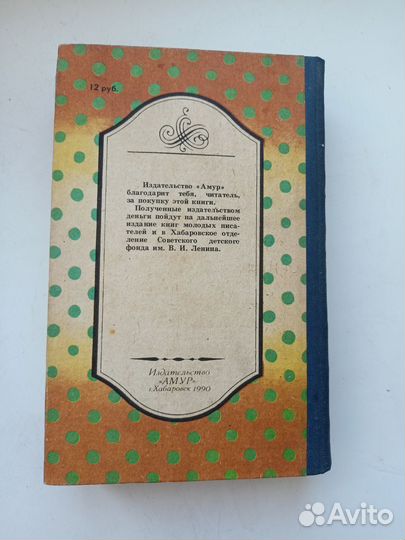 12 руб.
Издательство «Амур»
благодарит тебя, читатель,
за покупку этой книги.
Полученные издательством
деньги пойдут на дальнейшее
издание книг молодых писа-
телей и в Хабаровское отде-
ление Советского детского
фонда им. В. И. Ленина.
Издательство
«АМУР»
г. Хабаровск 1990
Avito